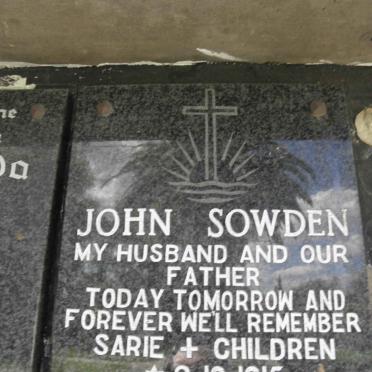 JOHN SOWDEN
MY HUSBAND AND OUR
FATHER
TODAY TOMORROW AND
FOREVER WE'LL REMEMBER
SARIE + CHILDREN